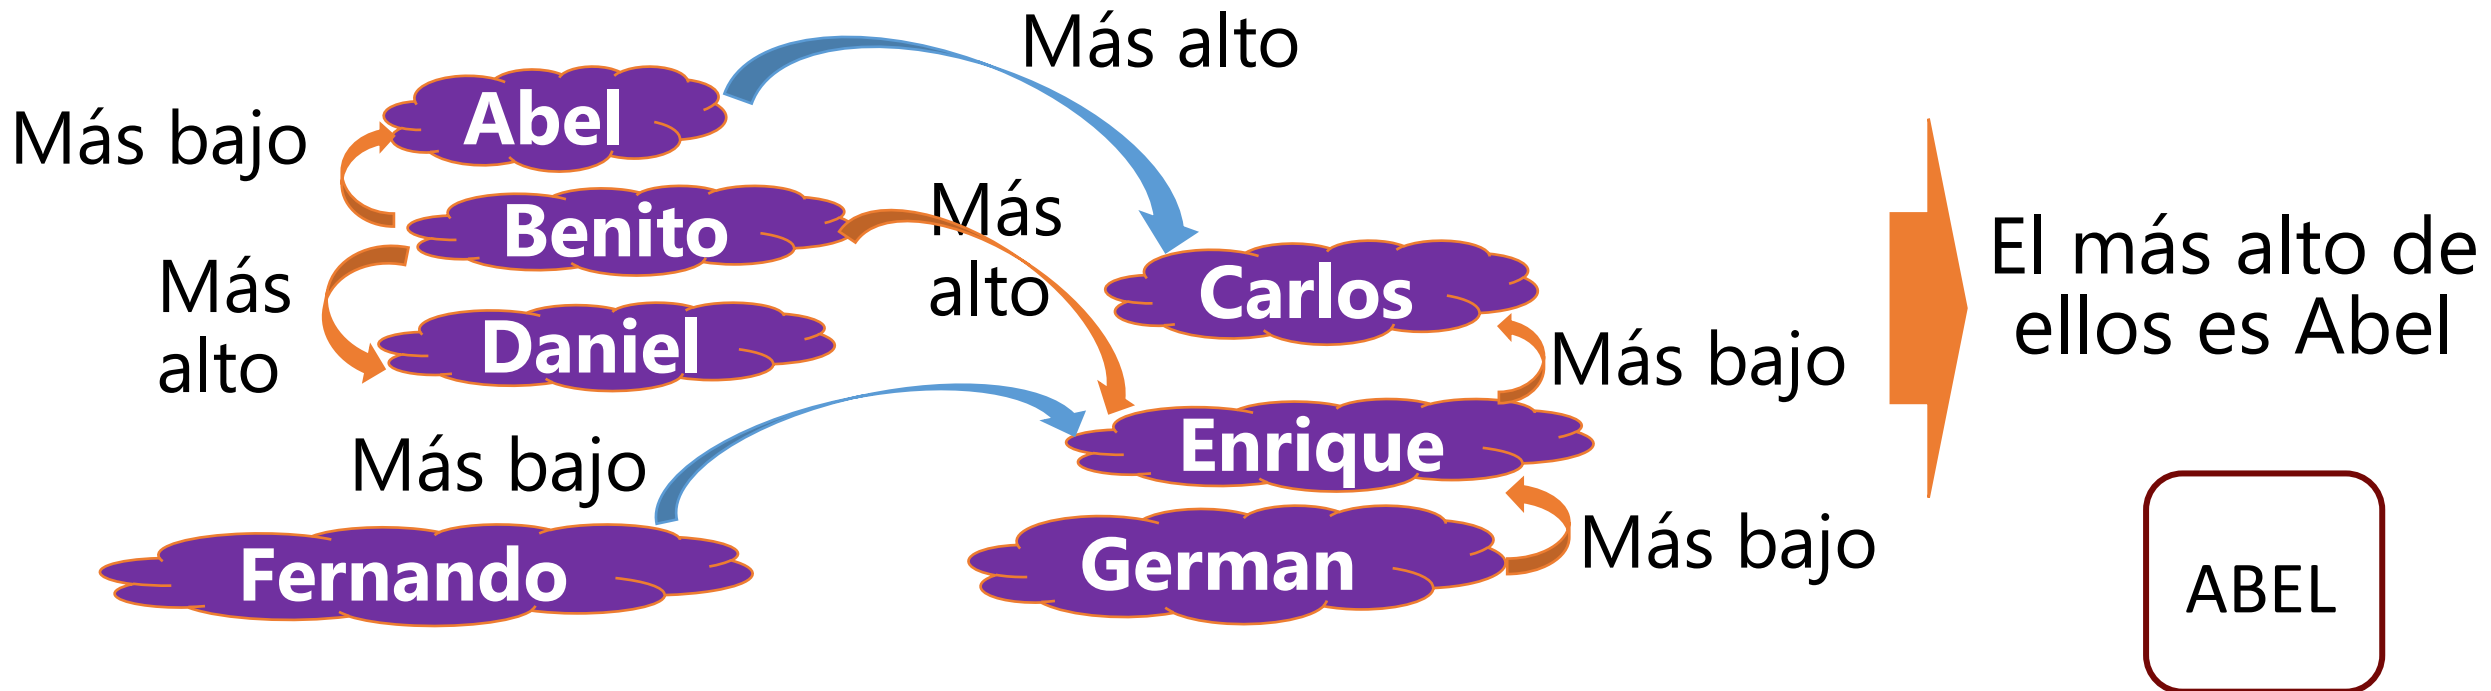 Más alto
Abel
Más bajo
Benito
Más
alto
Más
alto
Carlos
Daniel
Más bajo
El más alto de
ellos es Abel
Enrique
Más bajo
Fernando
German
Más bajo
ABEL